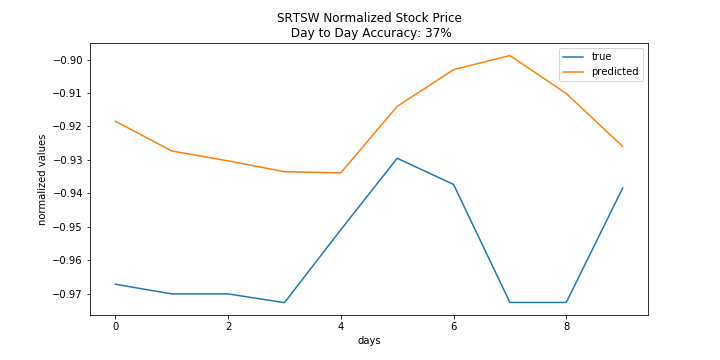 SRTSW Normalized Stock Price
Day to Day Accuracy: 37%
true
predicted
normalized values
−0.90
−0.91
−0.92
−0.93
−0.94
−0.95
−0.96
−0.97
0 2 4 6 8
days